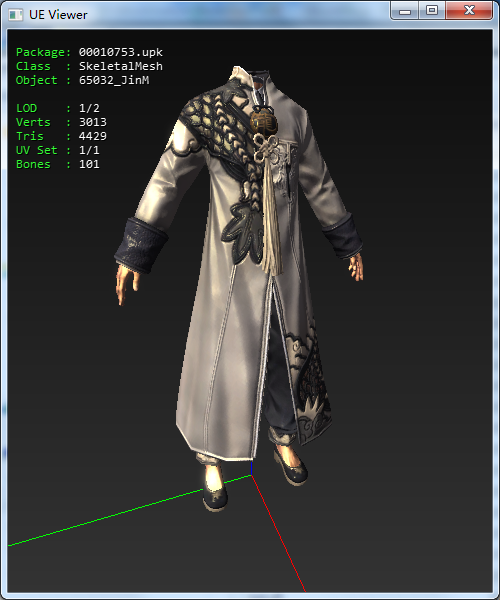 UE Viewer
Package: 00010753.upk
Class : SkeletalMesh
Object : 65032_JinM
LOD : 1/2
Verts : 3013
Tris : 4429
UV Set : 1/1
Bones : 101